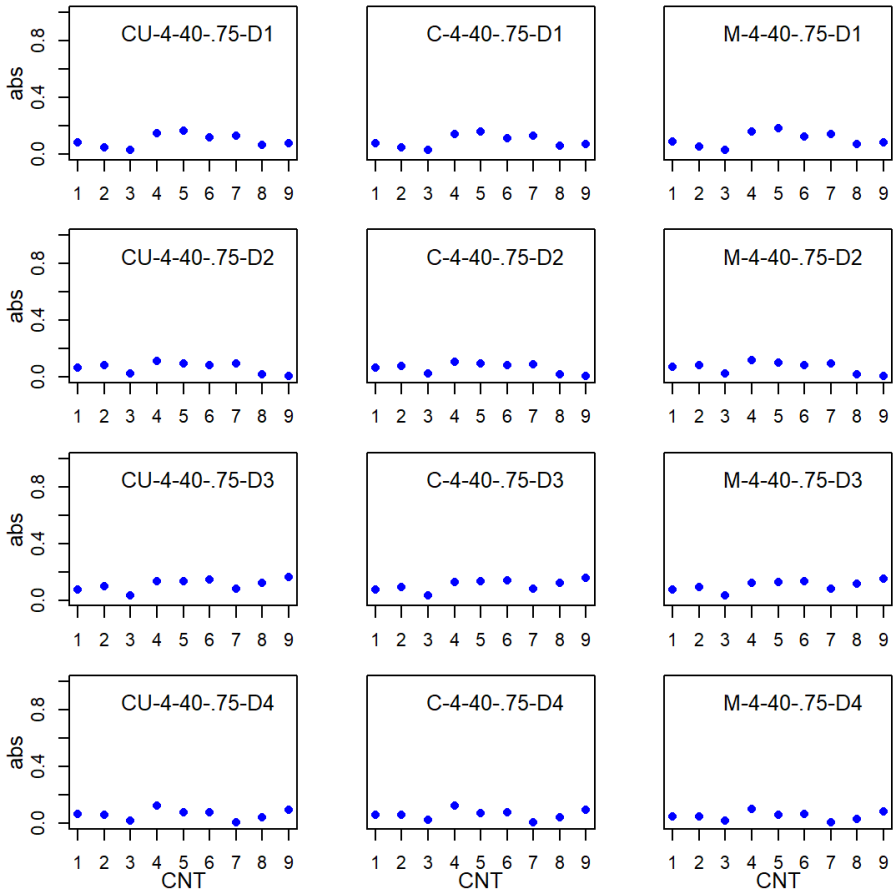 CU-4-40-.75-D1
C-4-40-.75-D1
M-4-40-.75-D1
abs
0.0 0.4 0.8
1 2 3 4 5 6 7 8 9
1 2 3 4 5 6 7 8 9
1 2 3 4 5 6 7 8 9
CU-4-40-.75-D2
C-4-40-.75-D2
M-4-40-.75-D2
abs
0.0 0.4 0.8
1 2 3 4 5 6 7 8 9
1 2 3 4 5 6 7 8 9
1 2 3 4 5 6 7 8 9
CU-4-40-.75-D3
C-4-40-.75-D3
M-4-40-.75-D3
abs
0.0 0.4 0.8
1 2 3 4 5 6 7 8 9
1 2 3 4 5 6 7 8 9
1 2 3 4 5 6 7 8 9
CU-4-40-.75-D4
C-4-40-.75-D4
M-4-40-.75-D4
abs
0.0 0.4 0.8
1 2 3 4 5 6 7 8 9
1 2 3 4 5 6 7 8 9
1 2 3 4 5 6 7 8 9
CNT
CNT
CNT